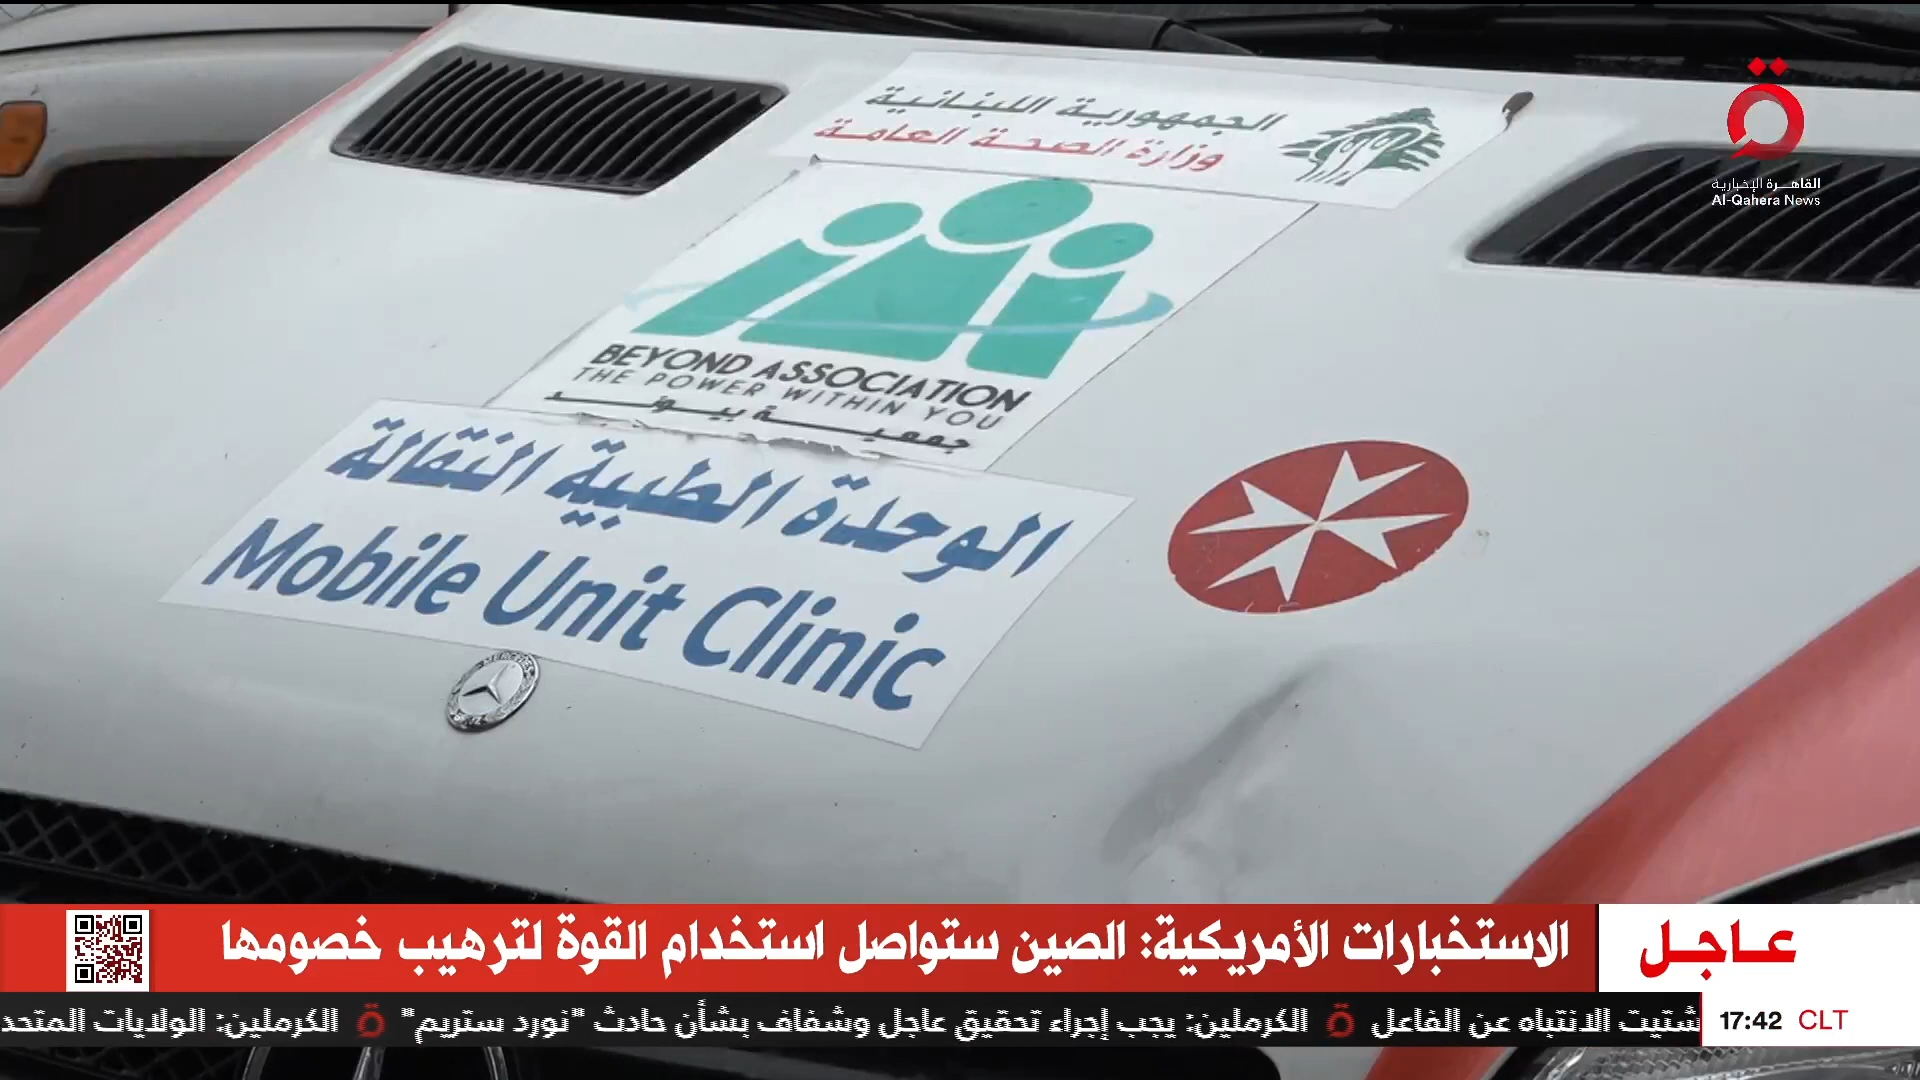 الجمهورية اللبنانية
وزارة الصحة العامة
القاهرة الإخبارية
Al-Qahera News
BEYOND ASSOCIATION
THE POWER WITHIN YOU
جمعية بيوند
الوحدة الطبية النقالة
Mobile Unit Clinic
MERCEDES
BENZ
عاجل
الاستخبارات الأمريكية: الصين ستواصل استخدام القوة لترهيب خصومها
شتيت الانتباه عن الفاعل
الكرملين: يجب إجراء تحقيق عاجل وشفاف بشأن حادث "نورد ستريم"
الكرملين: الولايات المتحد
17:42 CLT